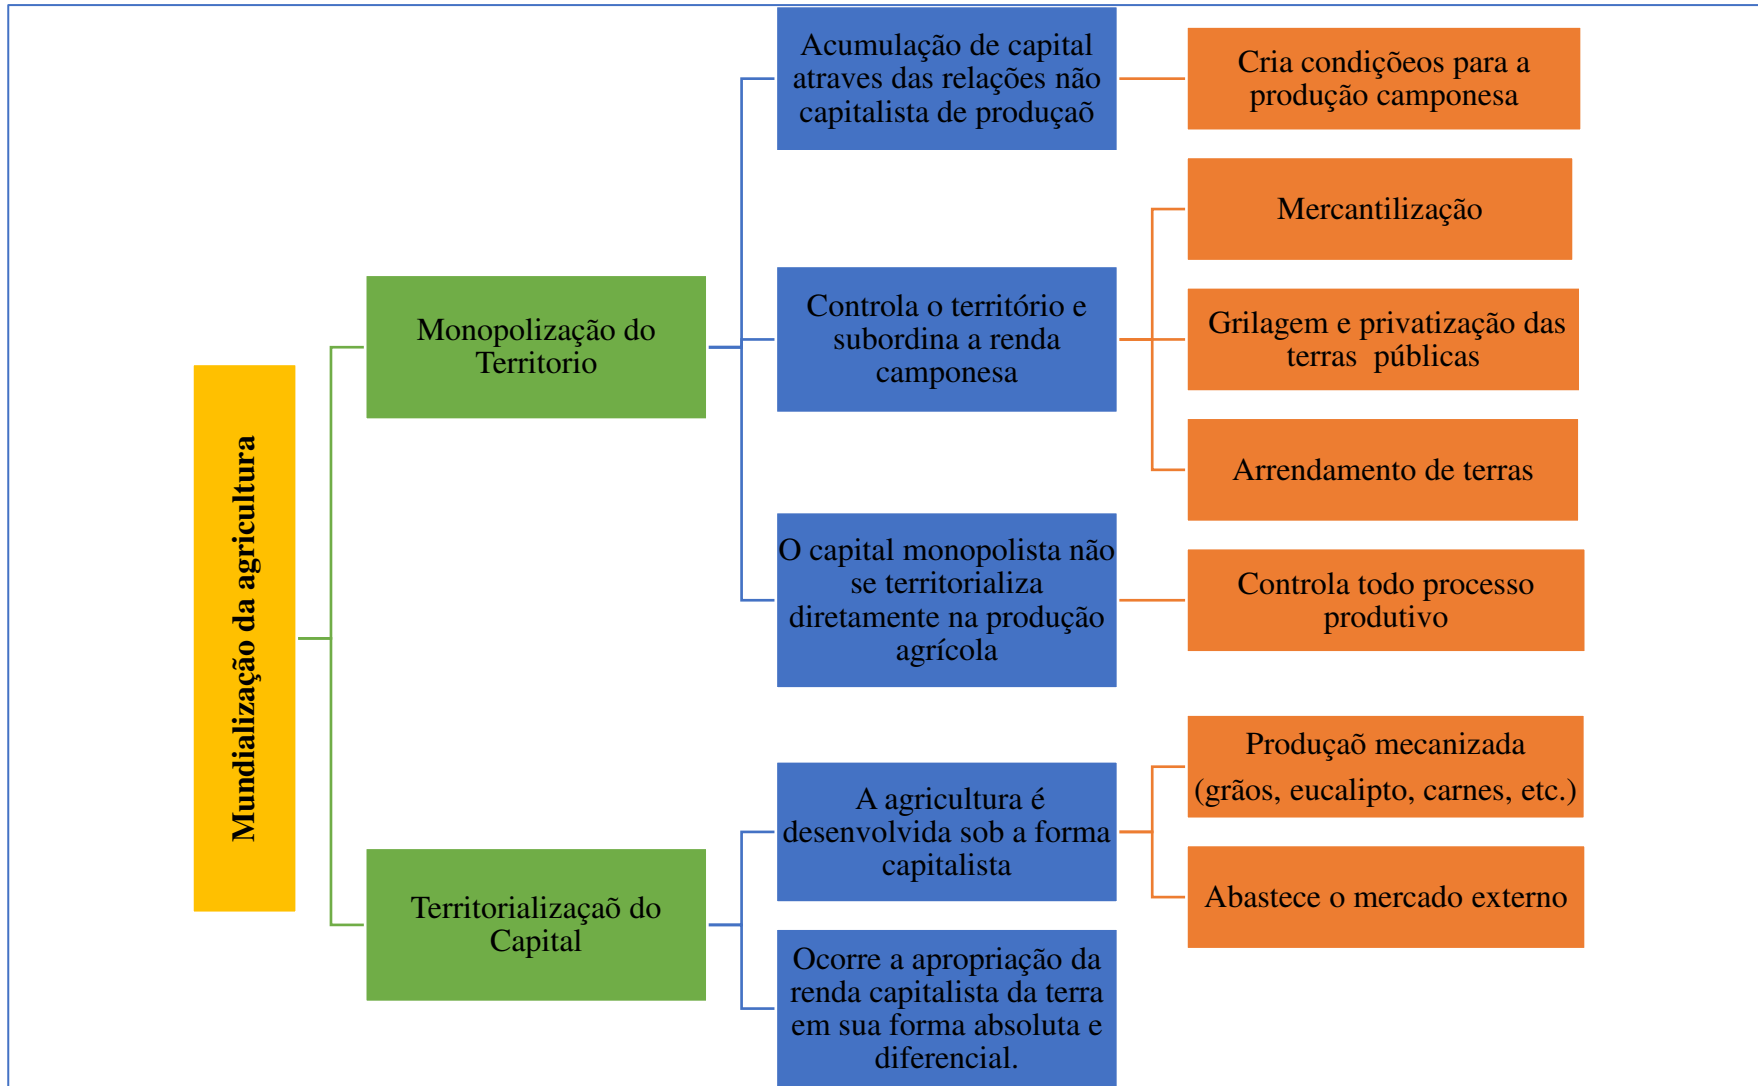 Mundialização da agricultura
Monopolização do
Territorio
Acumulação de capital
atraves das relações não
capitalista de produçaõ
Cria condiçõeos para a
produção camponesa
Controla o território e
subordina a renda
camponesa
Mercantilização
Grilagem e privatização das
terras públicas
Arrendamento de terras
O capital monopolista não
se territorializa
diretamente na produção
agrícola
Controla todo processo
produtivo
Territorializaçaõ do
Capital
A agricultura é
desenvolvida sob a forma
capitalista
Produçaõ mecanizada
(grãos, eucalipto, carnes, etc.)
Abastece o mercado externo
Ocorre a apropriação da
renda capitalista da terra
em sua forma absoluta e
diferencial.